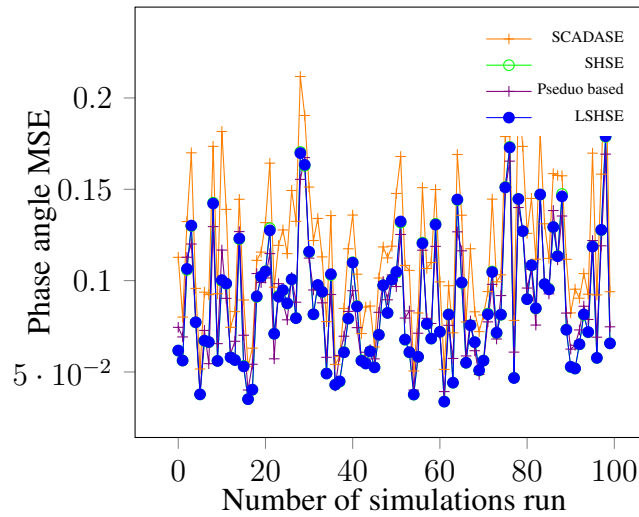 SCADASE
SHSE
Pseduo based
LSHSE
Phase angle MSE
0.2
0.15
0.1
5 · 10⁻²
0 20 40 60 80 100
Number of simulations run